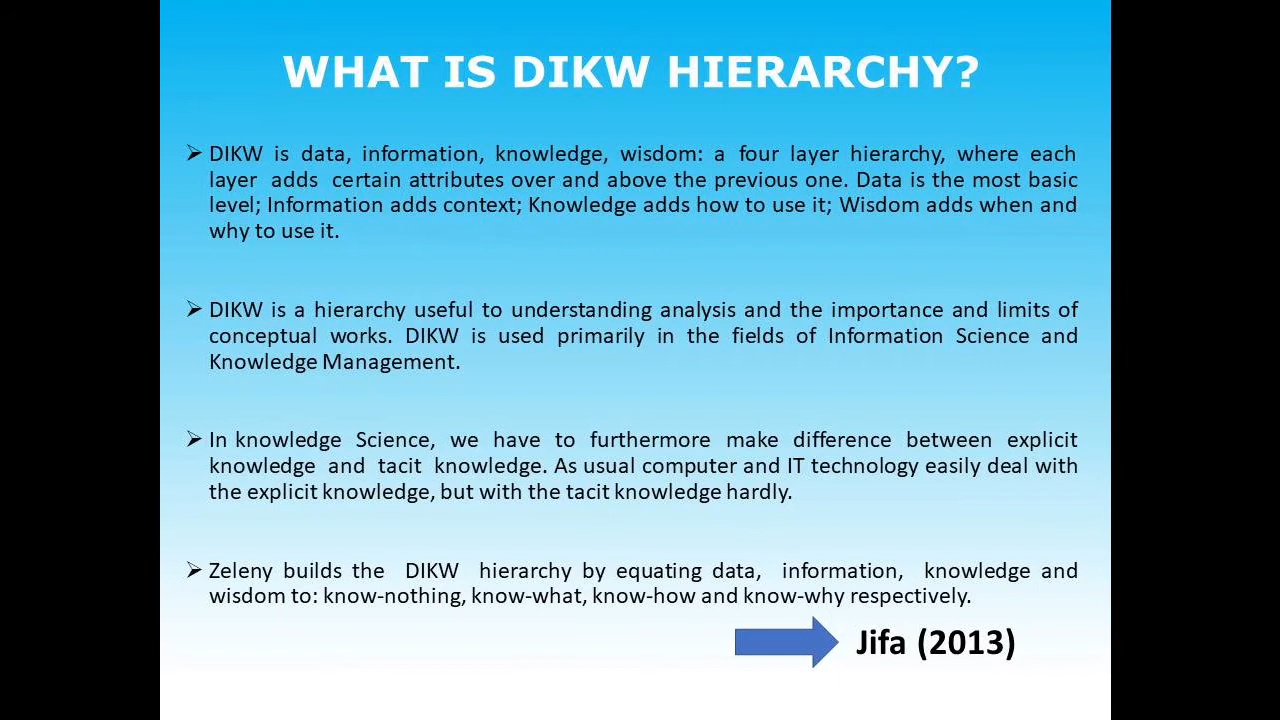 WHAT IS DIKW HIERARCHY?
DIKW is data, information, knowledge, wisdom: a four layer hierarchy, where each
layer adds certain attributes over and above the previous one. Data is the most basic
level; Information adds context; Knowledge adds how to use it; Wisdom adds when and
why to use it.
DIKW is a hierarchy useful to understanding analysis and the importance and limits of
conceptual works. DIKW is used primarily in the fields of Information Science and
Knowledge Management.
In knowledge Science, we have to furthermore make difference between explicit
knowledge and tacit knowledge. As usual computer and IT technology easily deal with
the explicit knowledge, but with the tacit knowledge hardly.
Zeleny builds the DIKW hierarchy by equating data, information, knowledge and
wisdom to: know-nothing, know-what, know-how and know-why respectively.
Jifa (2013)